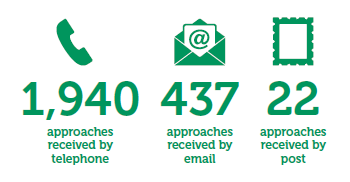 @
1,940 437 22
approaches approaches approaches
received by received by received by
telephone email post